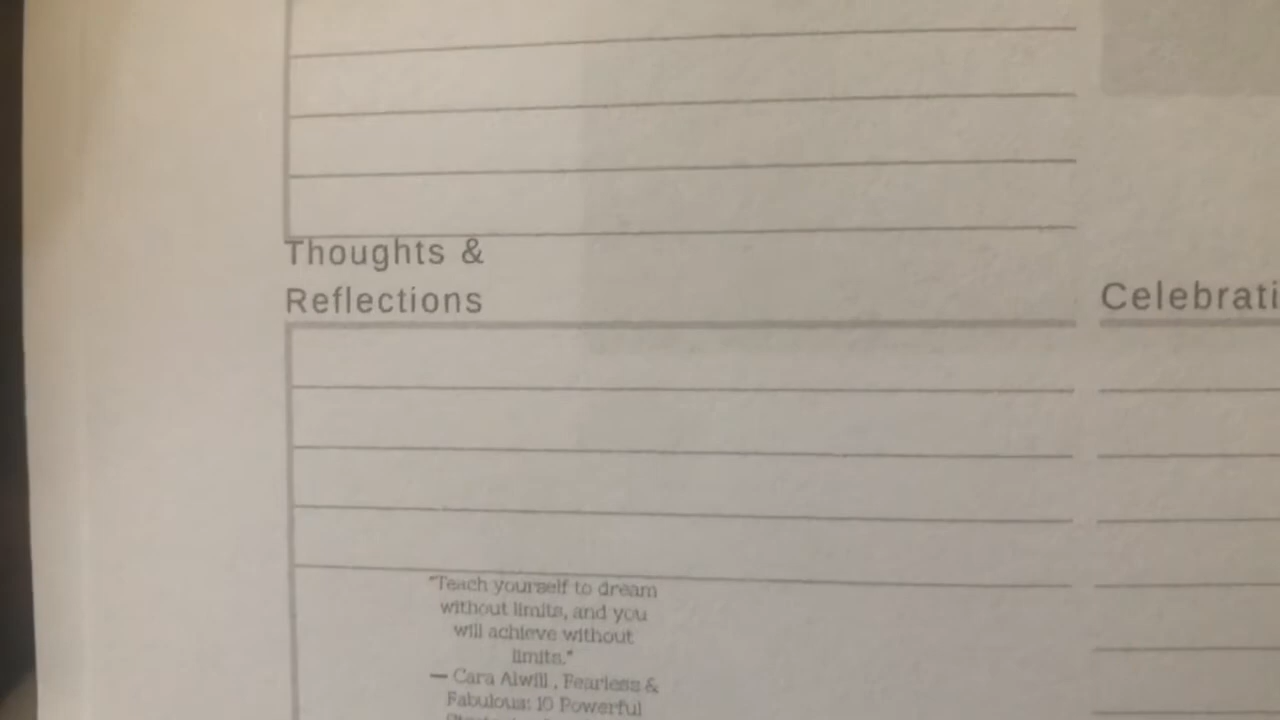 Thoughts &
Reflections
Celebrati
"Teach yourself to dream
without limits, and you
will achieve without
limits."
— Cara Alwill , Fearless &
Fabulous: 10 Powerful